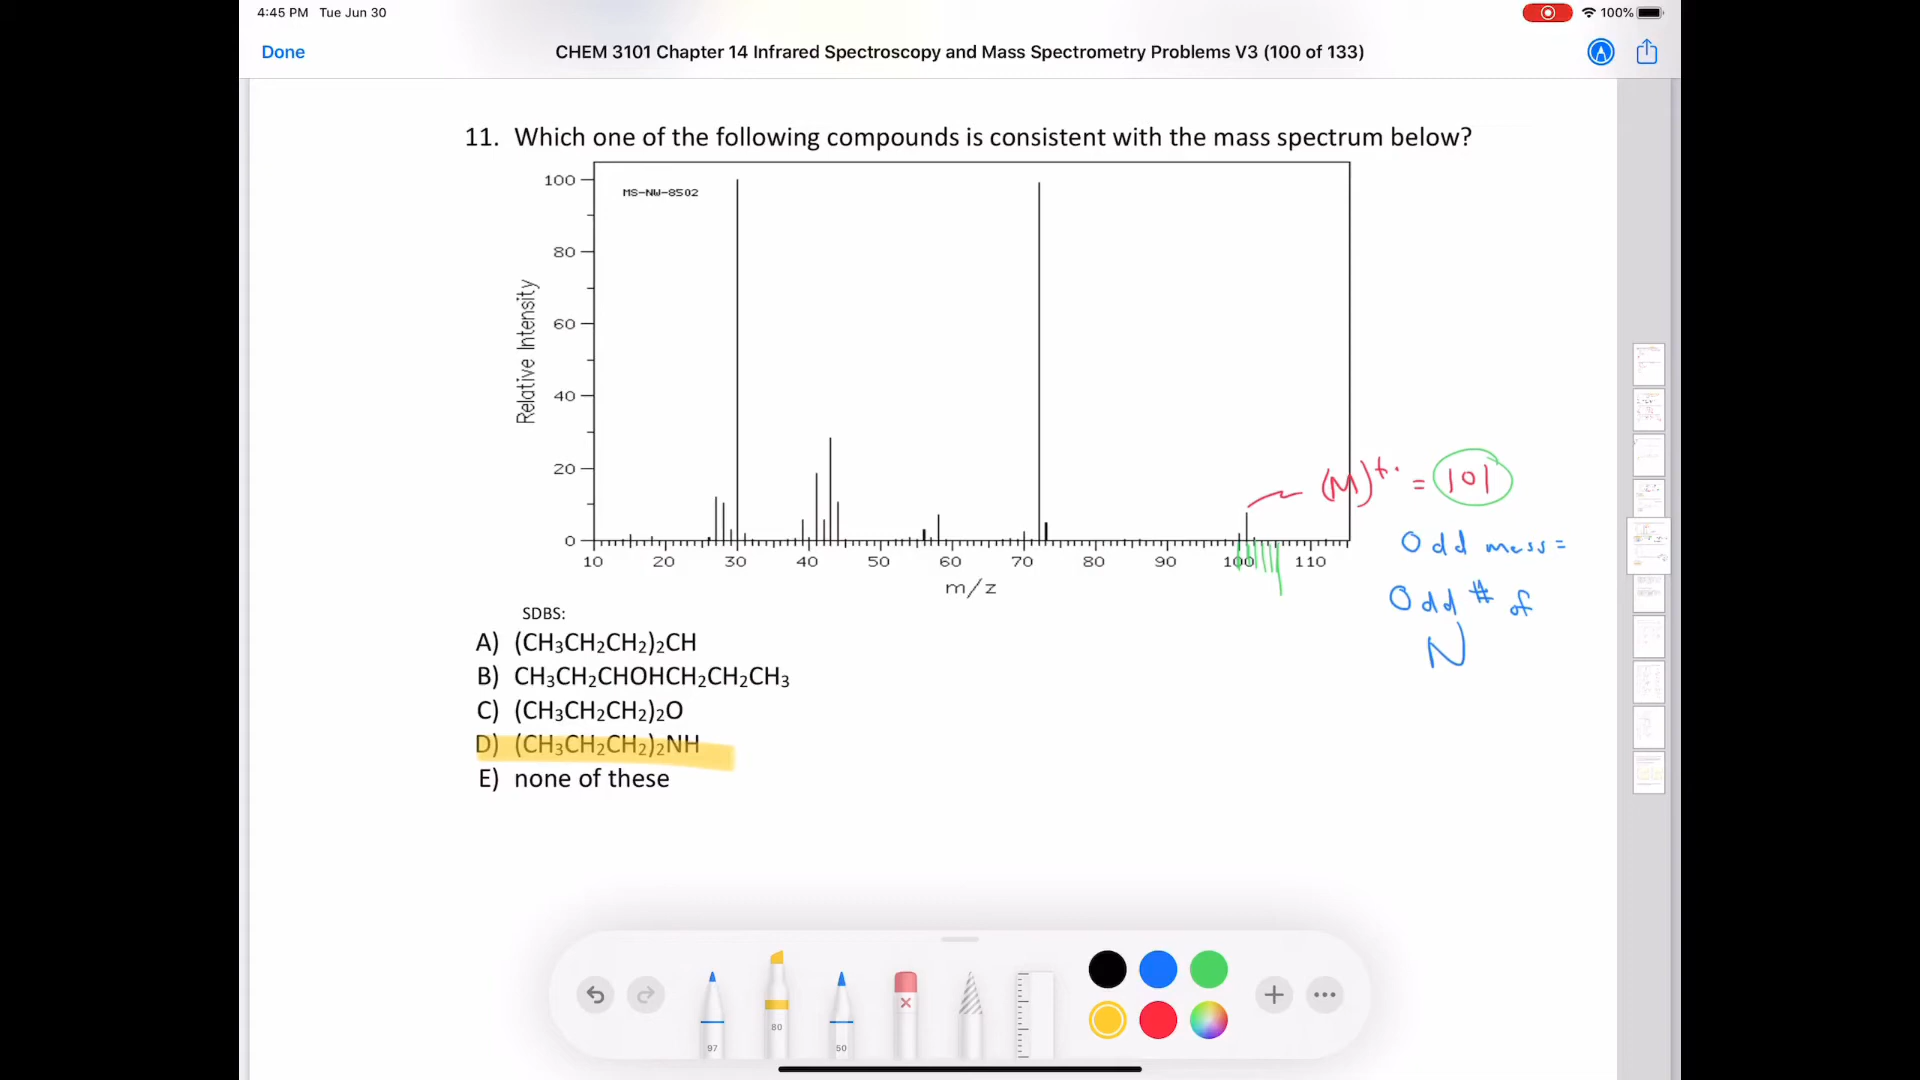 4:45 PM Tue Jun 30
100%
Done
CHEM 3101 Chapter 14 Infrared Spectroscopy and Mass Spectrometry Problems V3 (100 of 133)
11. Which one of the following compounds is consistent with the mass spectrum below?
MS-NW-8502
100
80
60
40
20
0
Relative Intensity
10 20 30 40 50 60 70 80 90 100 110
m/z
(M)⁺· = 101
Odd mass =
Odd # of
N
SDBS:
A) (CH₃CH₂CH₂)₂CH
B) CH₃CH₂CHOHCH₂CH₂CH₃
C) (CH₃CH₂CH₂)₂O
D) (CH₃CH₂CH₂)₂NH
E) none of these
97
80
50